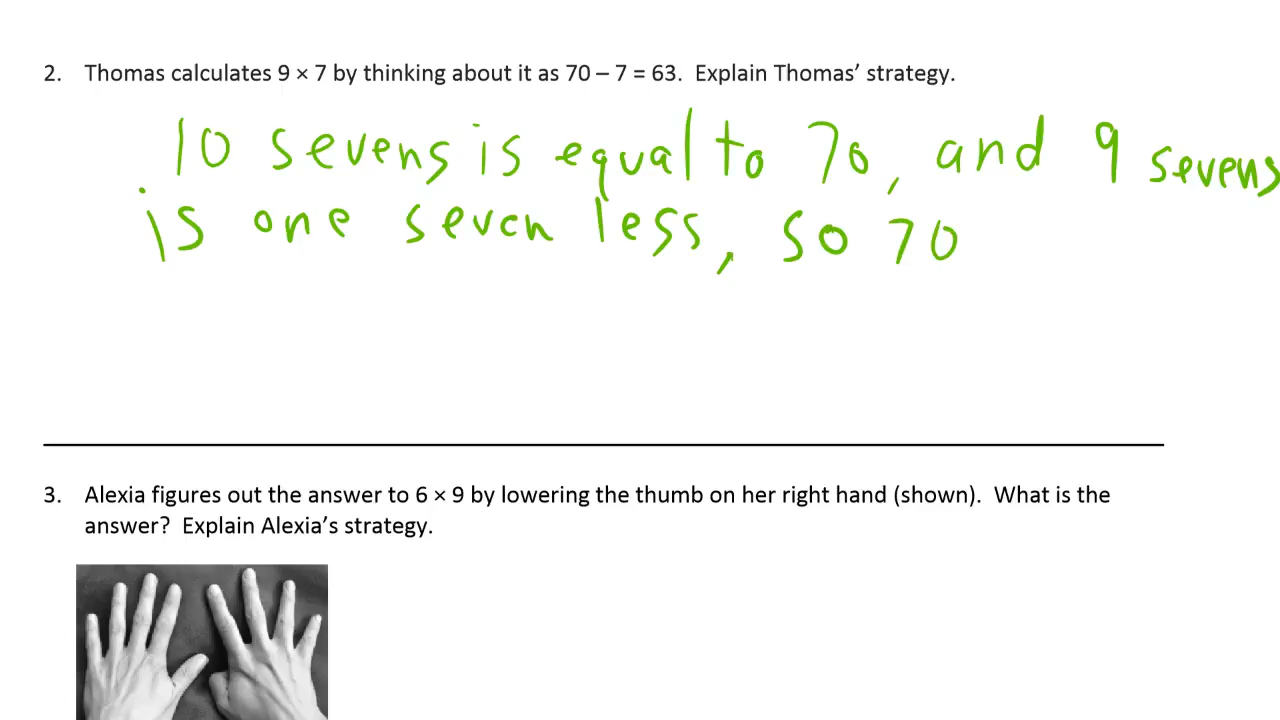 2. Thomas calculates 9 × 7 by thinking about it as 70 – 7 = 63. Explain Thomas’ strategy.
10 sevens is equal to 70, and 9 sevens
is one seven less, so 70
3. Alexia figures out the answer to 6 × 9 by lowering the thumb on her right hand (shown). What is the
answer? Explain Alexia’s strategy.